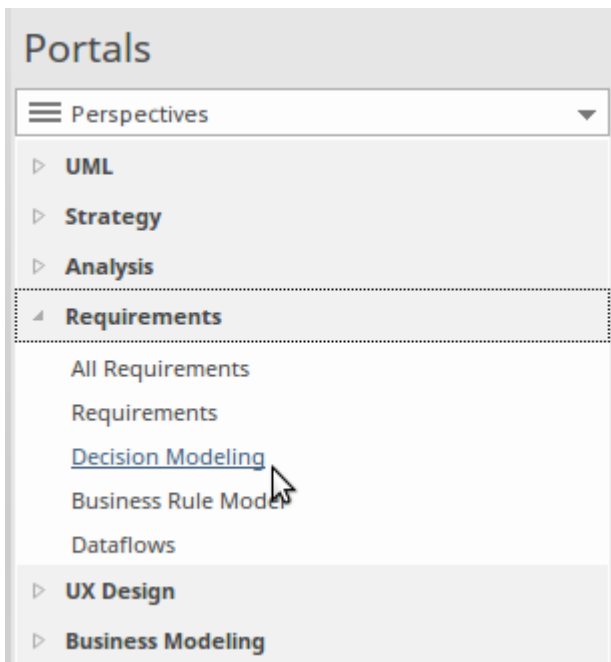 Portals
Perspectives
UML
Strategy
Analysis
Requirements
All Requirements
Requirements
Decision Modeling
Business Rule Model
Dataflows
UX Design
Business Modeling